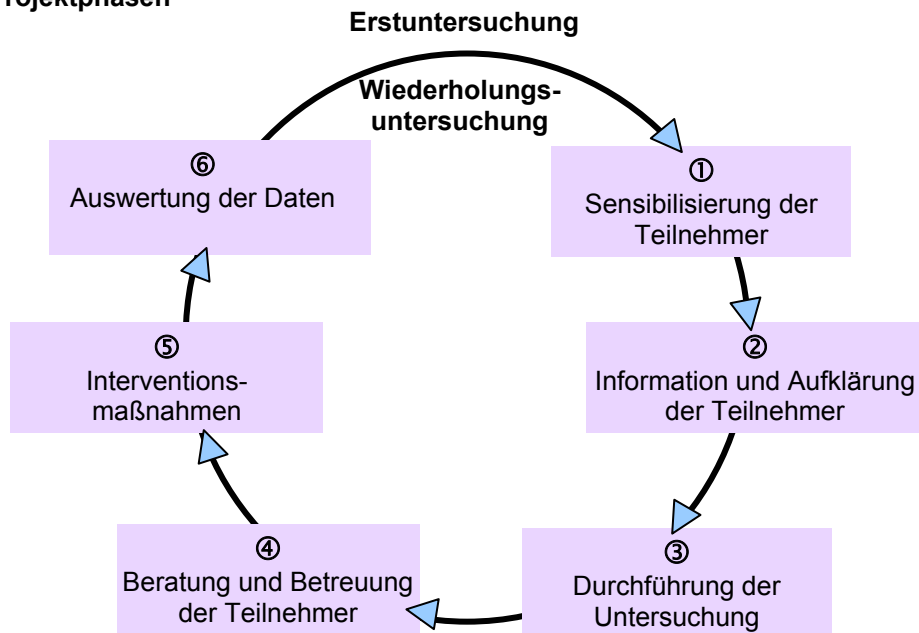 rojektphasen
Erstuntersuchung
Wiederholungs-
untersuchung
①
Sensibilisierung der
Teilnehmer
②
Information und Aufklärung
der Teilnehmer
③
Durchführung der
Untersuchung
④
Beratung und Betreuung
der Teilnehmer
⑤
Interventions-
maßnahmen
⑥
Auswertung der Daten